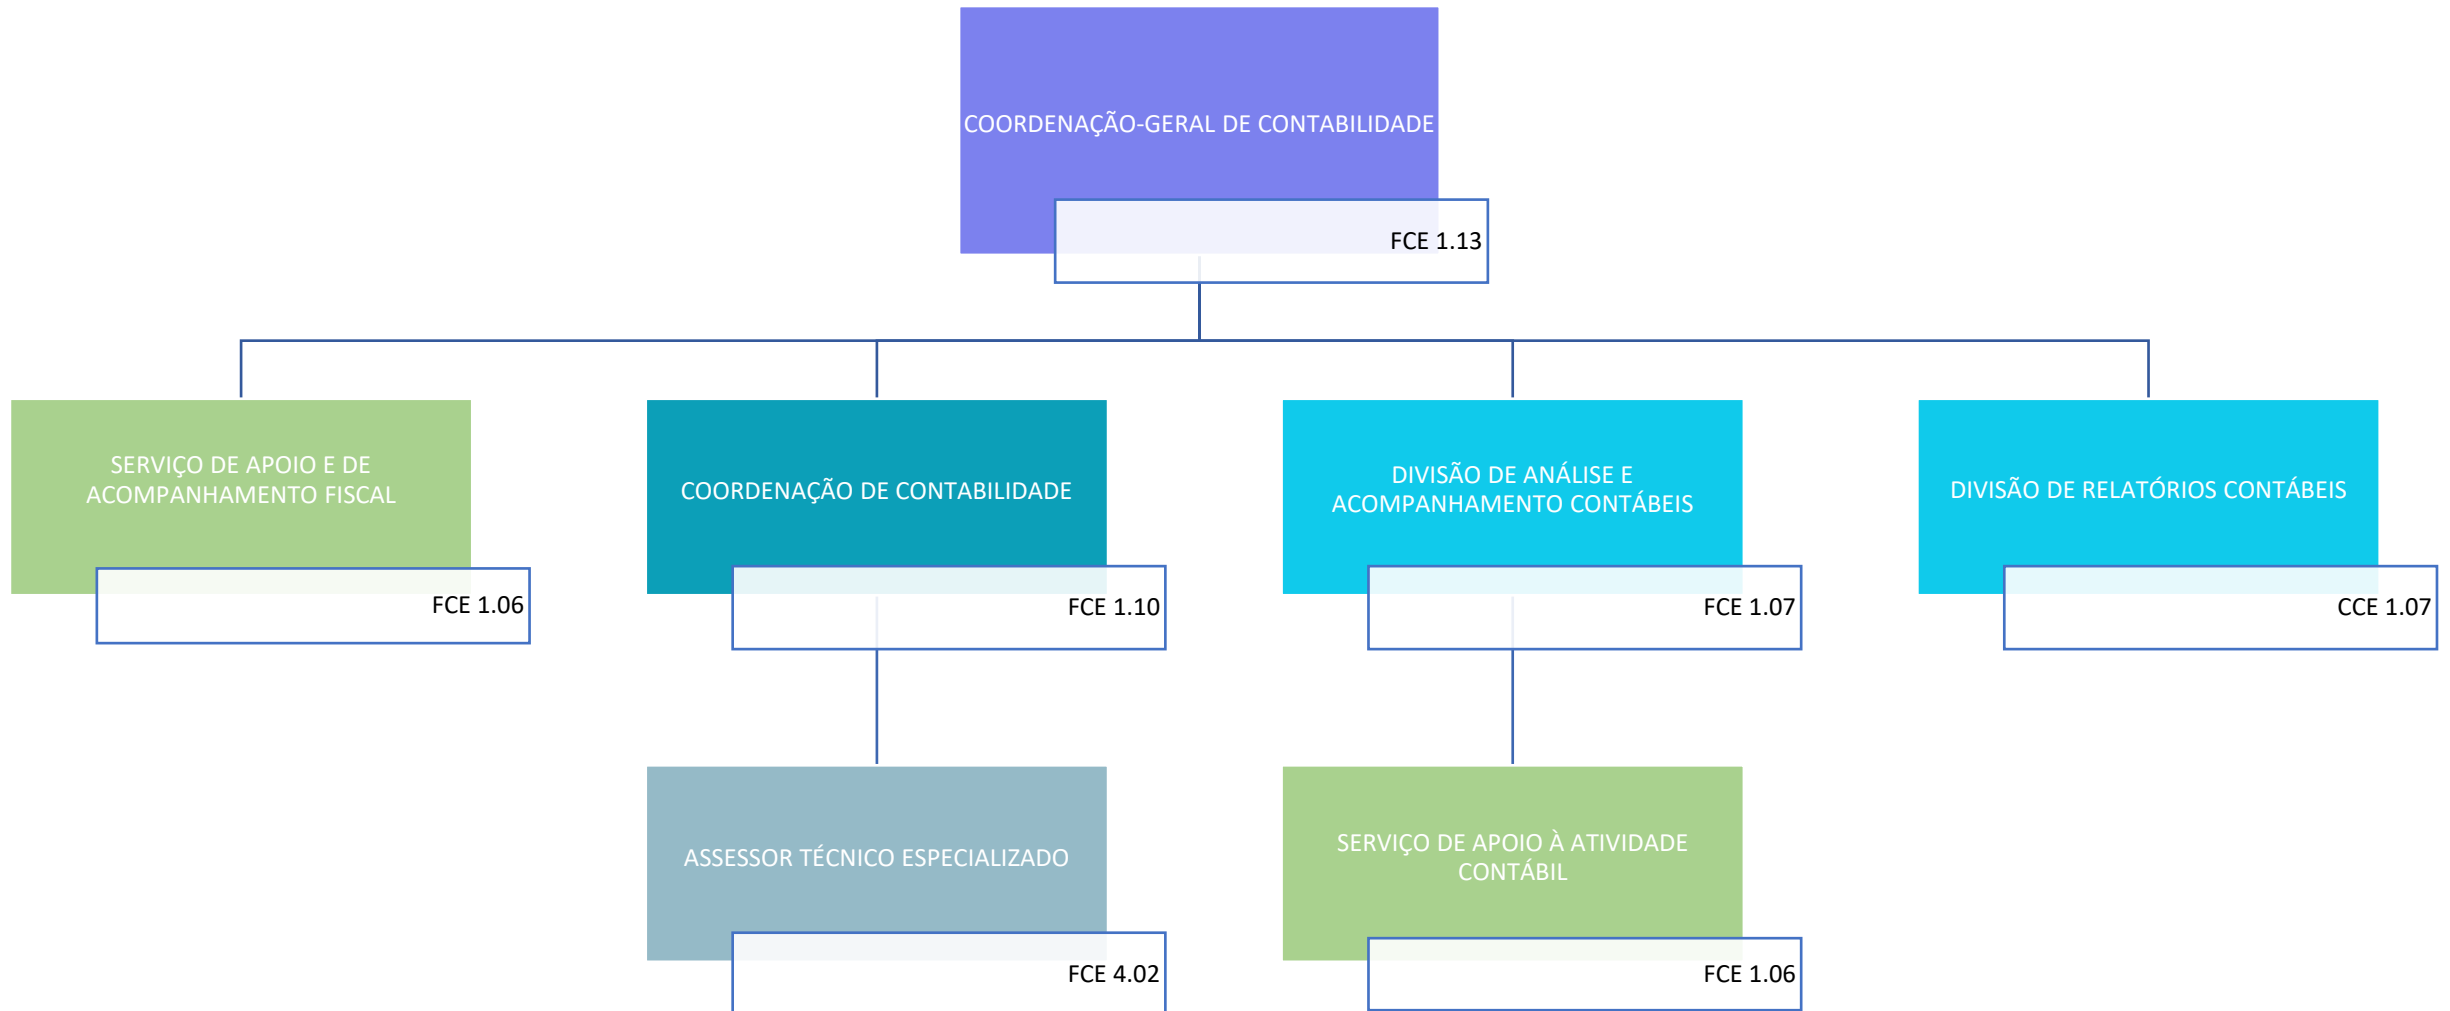 COORDENAÇÃO-GERAL DE CONTABILIDADE
FCE 1.13
SERVIÇO DE APOIO E DE
ACOMPANHAMENTO FISCAL
FCE 1.06
COORDENAÇÃO DE CONTABILIDADE
FCE 1.10
DIVISÃO DE ANÁLISE E
ACOMPANHAMENTO CONTÁBEIS
FCE 1.07
DIVISÃO DE RELATÓRIOS CONTÁBEIS
CCE 1.07
ASSESSOR TÉCNICO ESPECIALIZADO
FCE 4.02
SERVIÇO DE APOIO À ATIVIDADE
CONTÁBIL
FCE 1.06